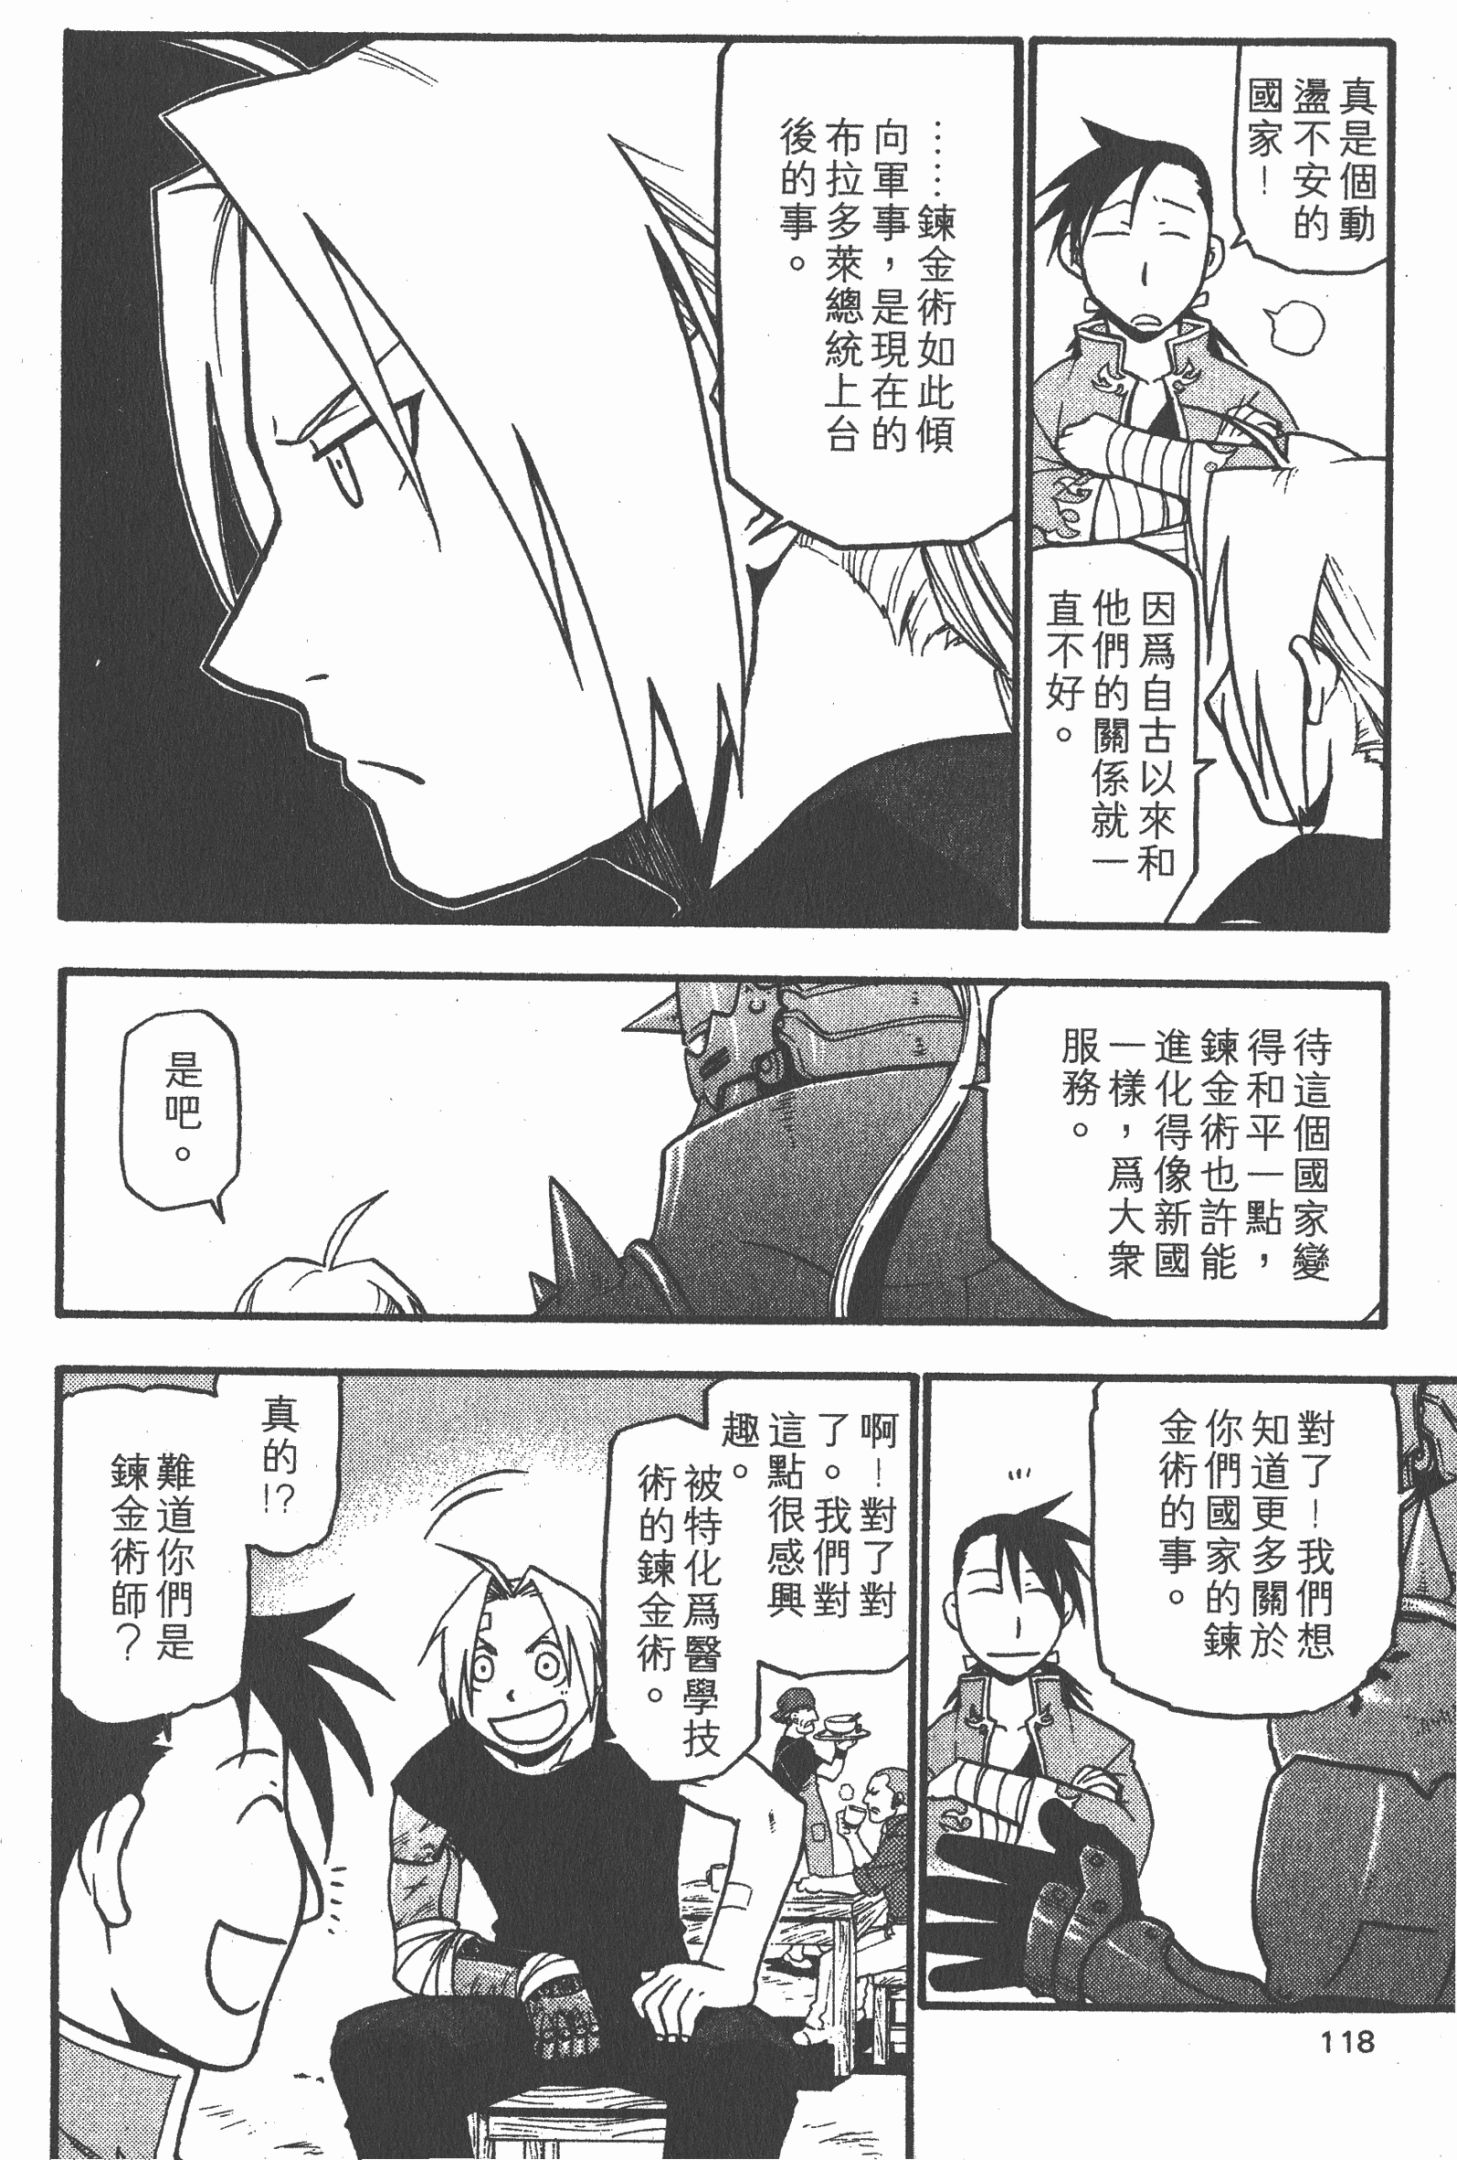 真是個動
盪不安的
國家！
因爲自古以來和
他們的關係就一
直不好。
……鍊金術如此傾
向軍事，是現在的
布拉多萊總統上台
後的事。
待這個國家變
得和平一點，
鍊金術也許能
進化得像新國
一樣，爲大眾
服務。
是吧。
對了！我們想
知道更多關於
你們國家的鍊
金術的事。
啊！對了對
了。我們對
這點很感興
趣。
被特化爲醫學技
術的鍊金術。
真的!?
難道你們是
鍊金術師？
118